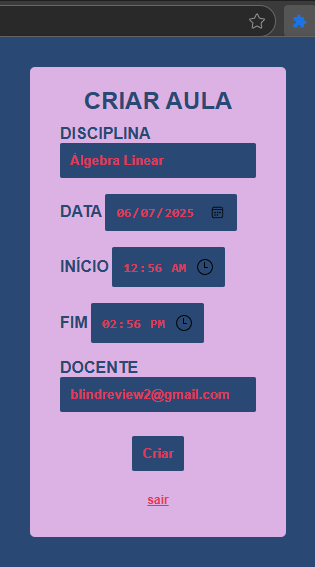 CRIAR AULA
DISCIPLINA
Álgebra Linear
DATA 06/07/2025
INÍCIO 12:56 AM
FIM 02:56 PM
DOCENTE
blindreview2@gmail.com
Criar
sair